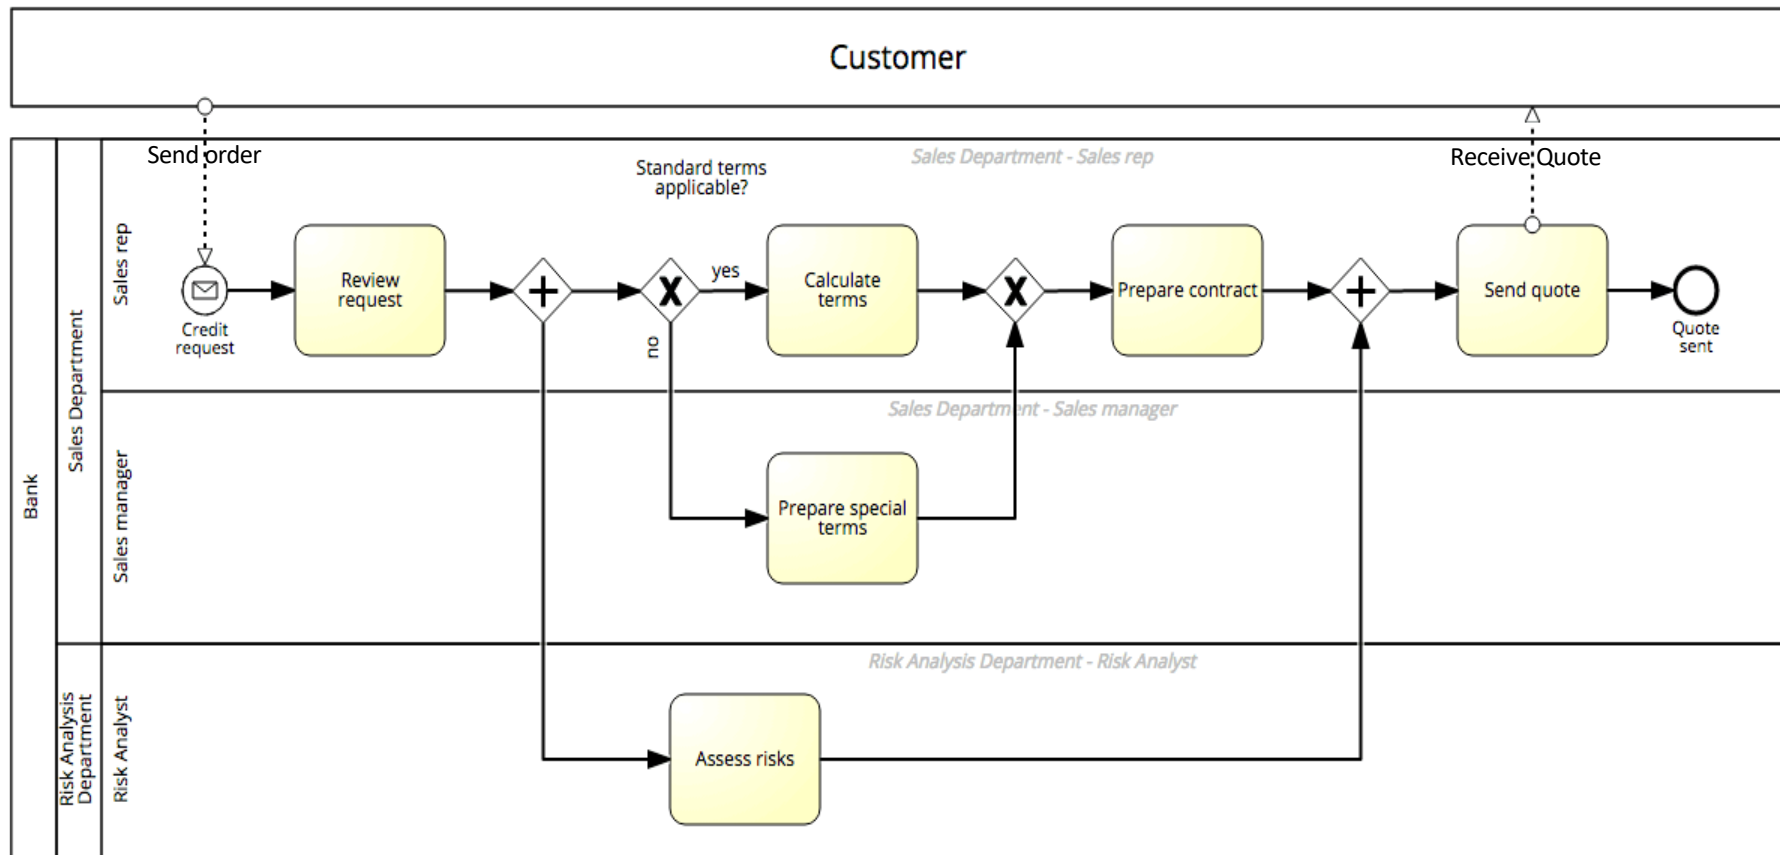 Customer
Send order
Sales Department - Sales rep
Receive Quote
Standard terms
applicable?
Sales rep
Review
request
yes
Calculate
terms
Prepare contract
Send quote
Credit
request
no
Quote
sent
Sales Department
Sales Department - Sales manager
Bank
Sales manager
Prepare special
terms
Risk Analysis Department - Risk Analyst
Risk Analysis
Department
Risk Analyst
Assess risks